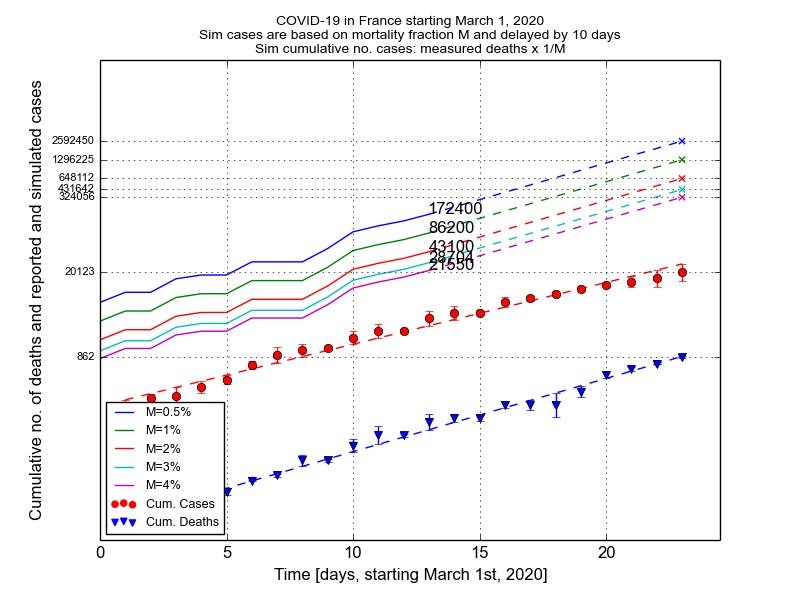 COVID-19 in France starting March 1, 2020
Sim cases are based on mortality fraction M and delayed by 10 days
Sim cumulative no. cases: measured deaths x 1/M
Cumulative no. of deaths and reported and simulated cases
2592450
1296225
648112
431642
324056
20123
862
172400
86200
43100
28704
21550
M=0.5%
M=1%
M=2%
M=3%
M=4%
Cum. Cases
Cum. Deaths
0 5 10 15 20
Time [days, starting March 1st, 2020]